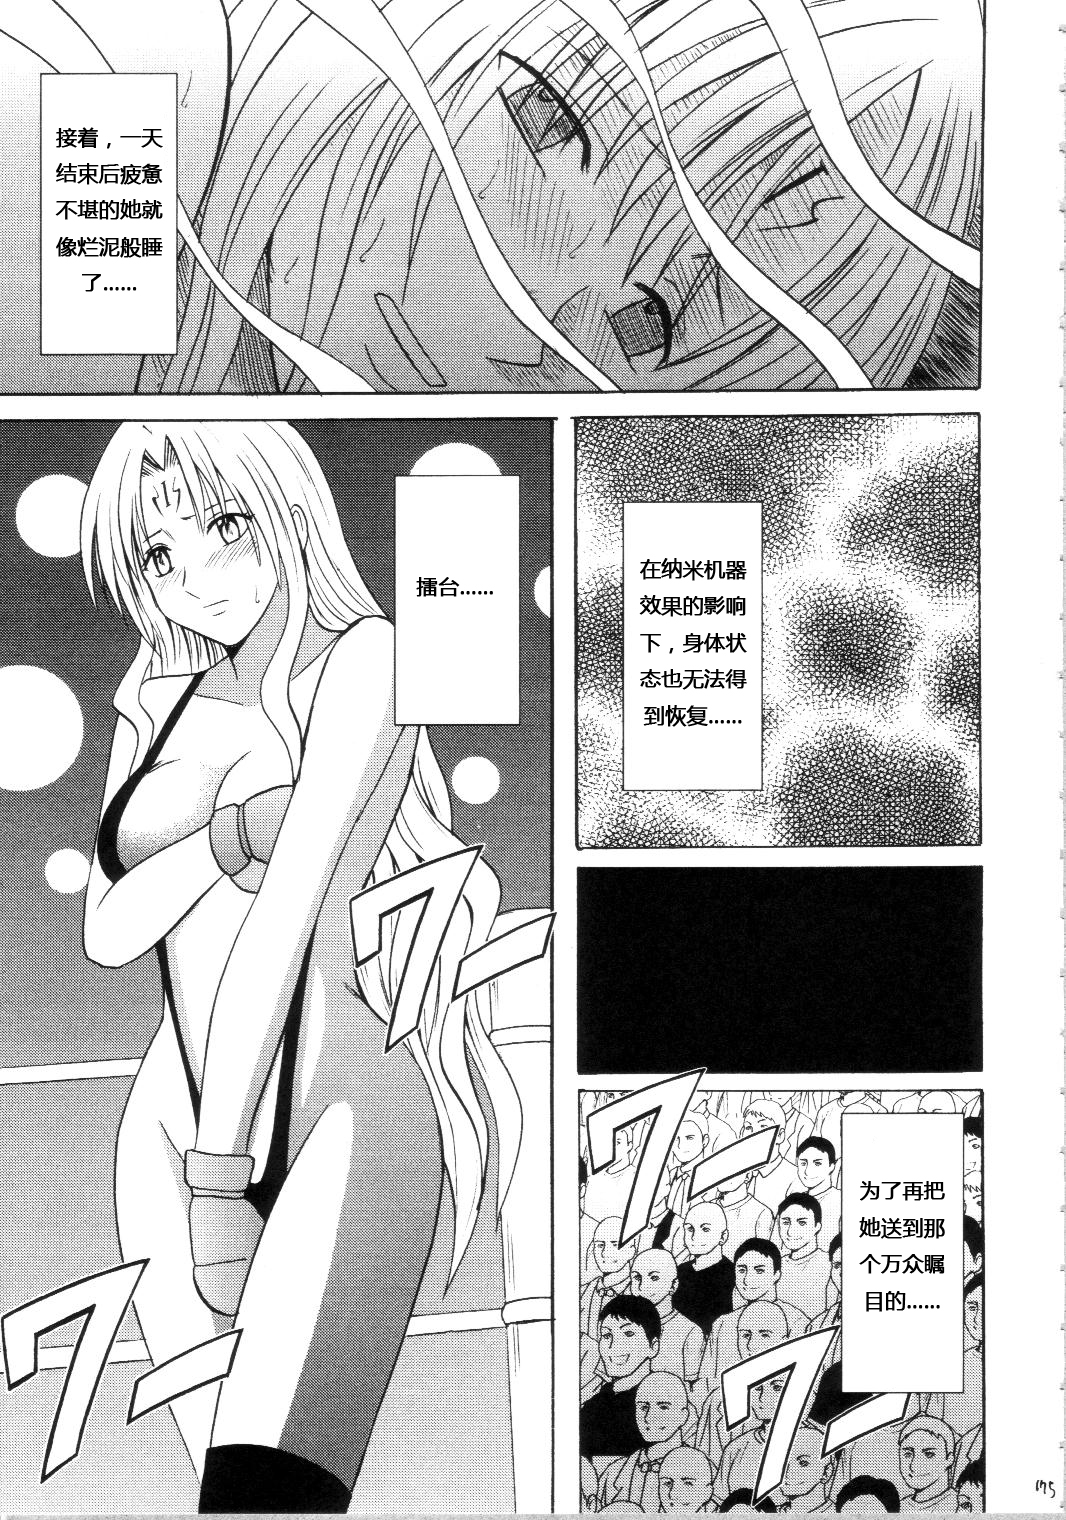 接着，一天
结束后疲惫
不堪的她就
像烂泥般睡
了……
在纳米机器
效果的影响
下，身体状
态也无法得
到恢复……
为了再把
她送到那
个万众瞩
目的……
ワー
ワー
擂台……
ワー
ワー
175